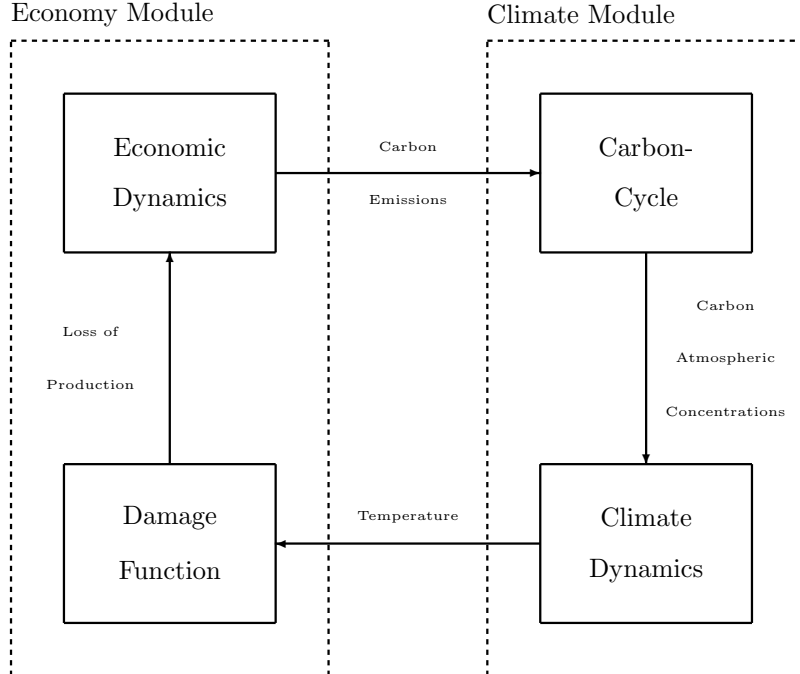 Economy Module
Climate Module
Economic
Dynamics
Carbon
Emissions
Carbon-
Cycle
Loss of
Production
Carbon
Atmospheric
Concentrations
Damage
Function
Temperature
Climate
Dynamics